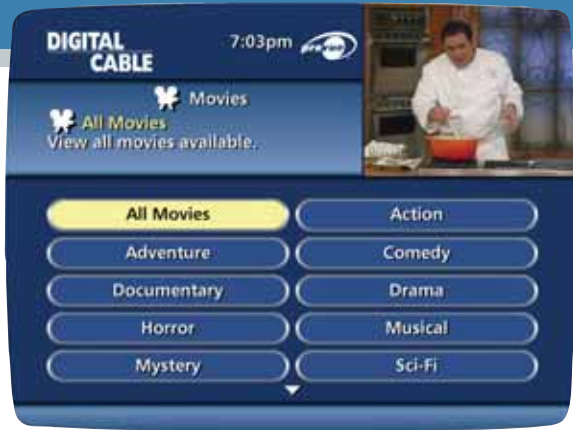 DIGITAL
CABLE
7:03pm
Movies
All Movies
View all movies available.
All Movies
Action
Adventure
Comedy
Documentary
Drama
Horror
Musical
Mystery
Sci-Fi